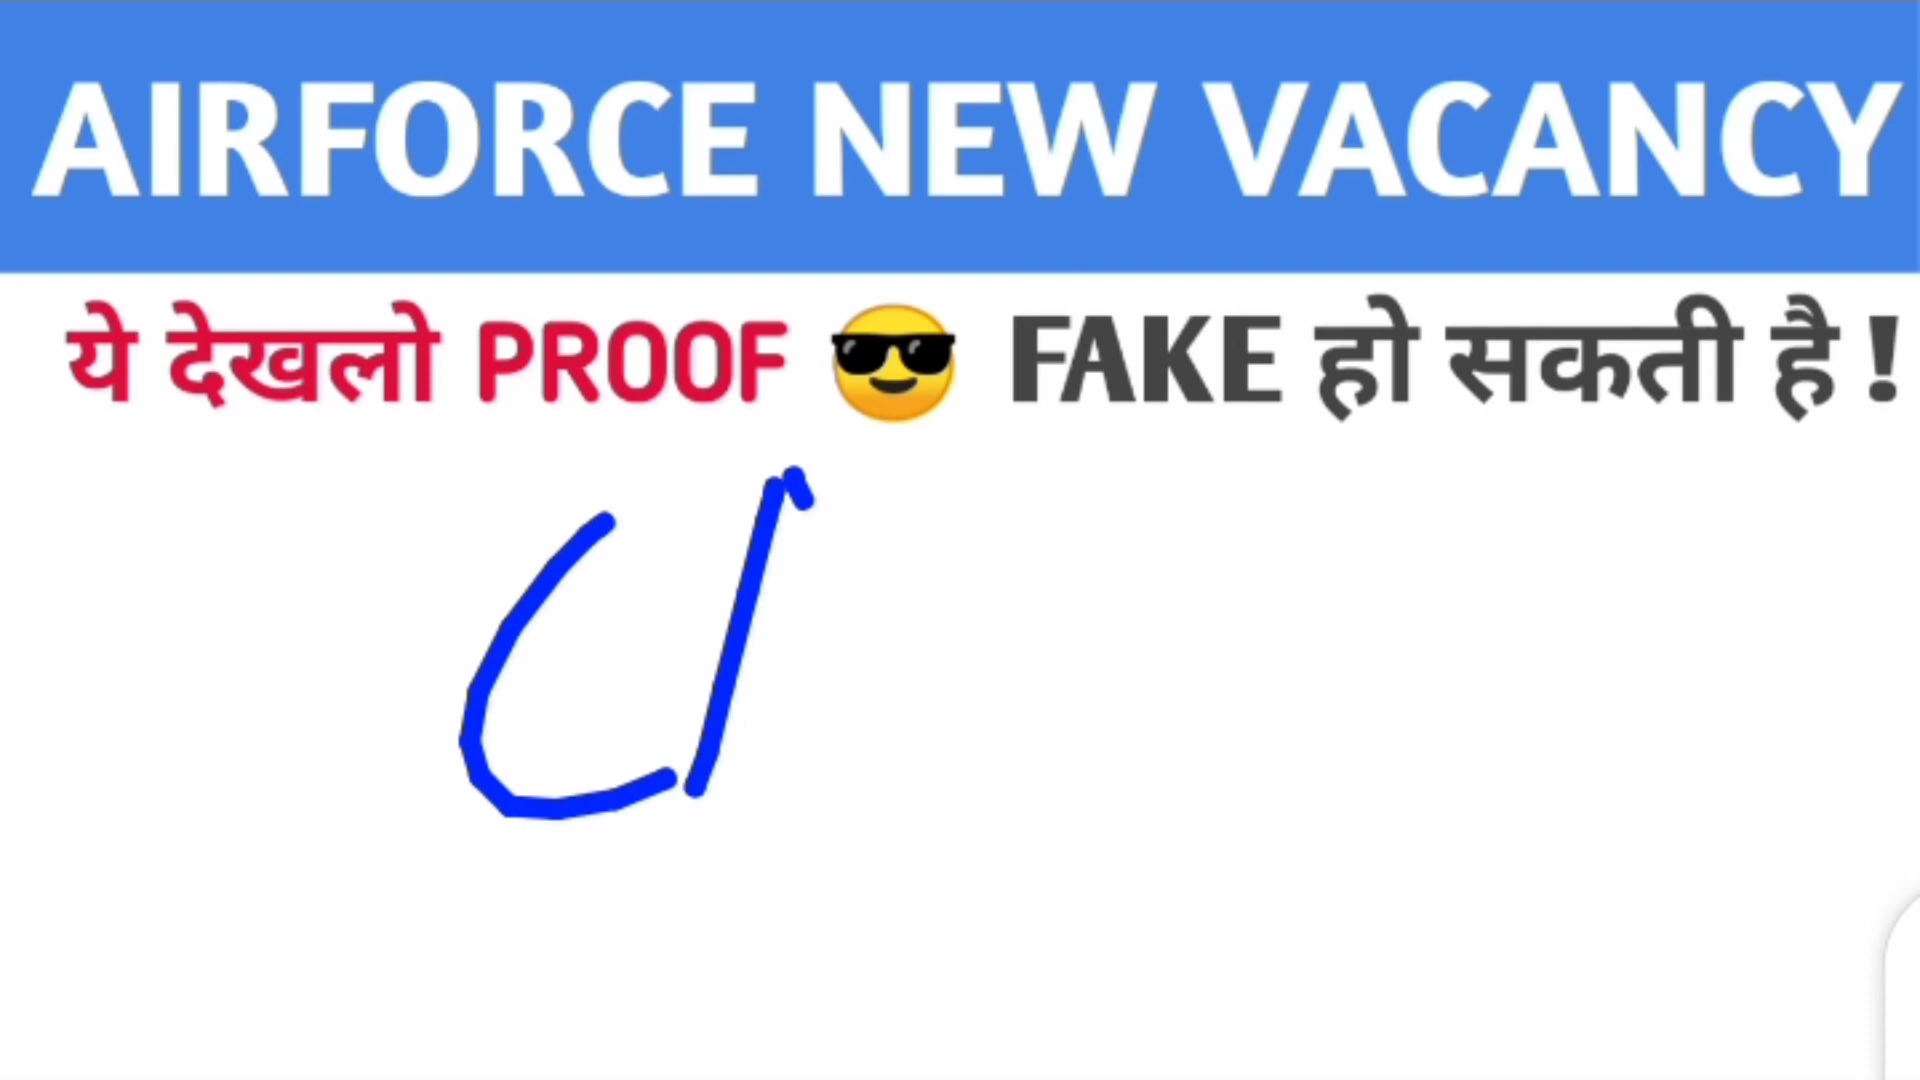 AIRFORCE NEW VACANCY
ये देखलो PROOF 😎 FAKE हो सकती है !